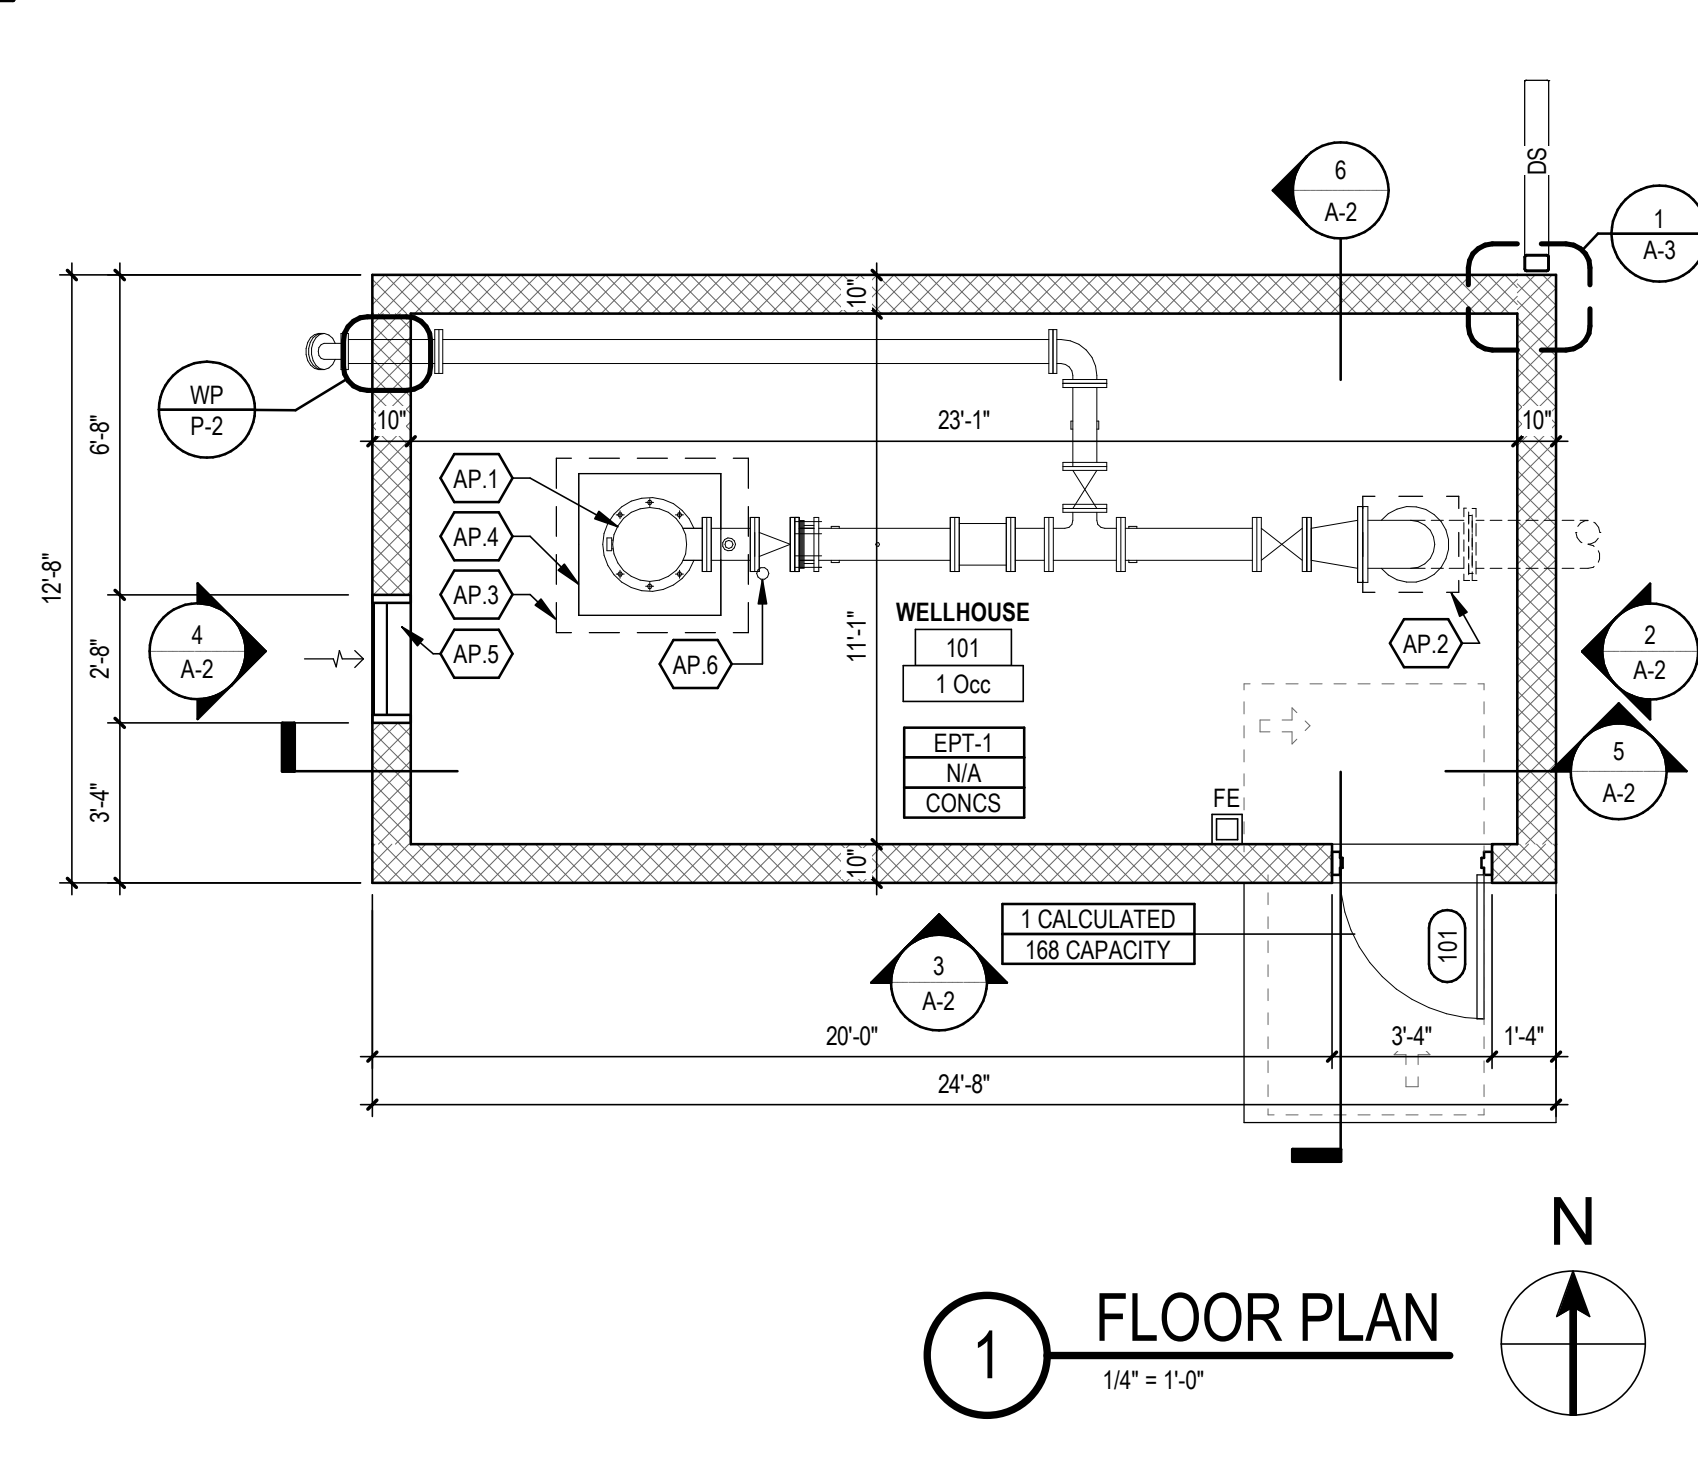 DS
6
A-2
1
A-3
10"
WP
P-2
10"
23'-1"
10"
6'-8"
12'-8"
AP.1
AP.4
AP.3
AP.5
AP.6
AP.2
WELLHOUSE
101
1 Occ
11'-1"
4
A-2
2'-8"
2
A-2
EPT-1
N/A
CONCS
5
A-2
3'-4"
FE
10"
1 CALCULATED
168 CAPACITY
101
3
A-2
20'-0"
3'-4"
1'-4"
24'-8"
N
1
FLOOR PLAN
1/4" = 1'-0"